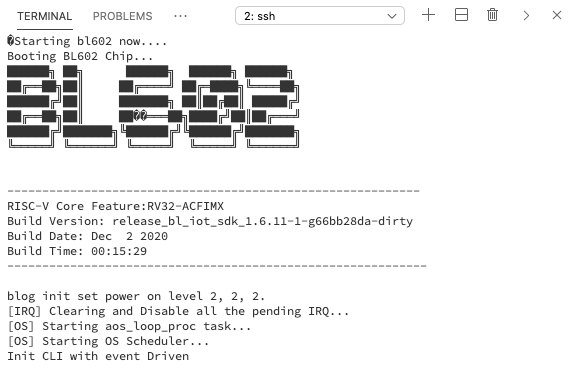 TERMINAL PROBLEMS ... 2: ssh
�Starting bl602 now....
Booting BL602 Chip...
BL602
------------------------------------------------------------
RISC-V Core Feature:RV32-ACFIMX
Build Version: release_bl_iot_sdk_1.6.11-1-g66bb28da-dirty
Build Date: Dec  2 2020
Build Time: 00:15:29
------------------------------------------------------------
blog init set power on level 2, 2, 2.
[IRQ] Clearing and Disable all the pending IRQ...
[OS] Starting aos_loop_proc task...
[OS] Starting OS Scheduler...
Init CLI with event Driven